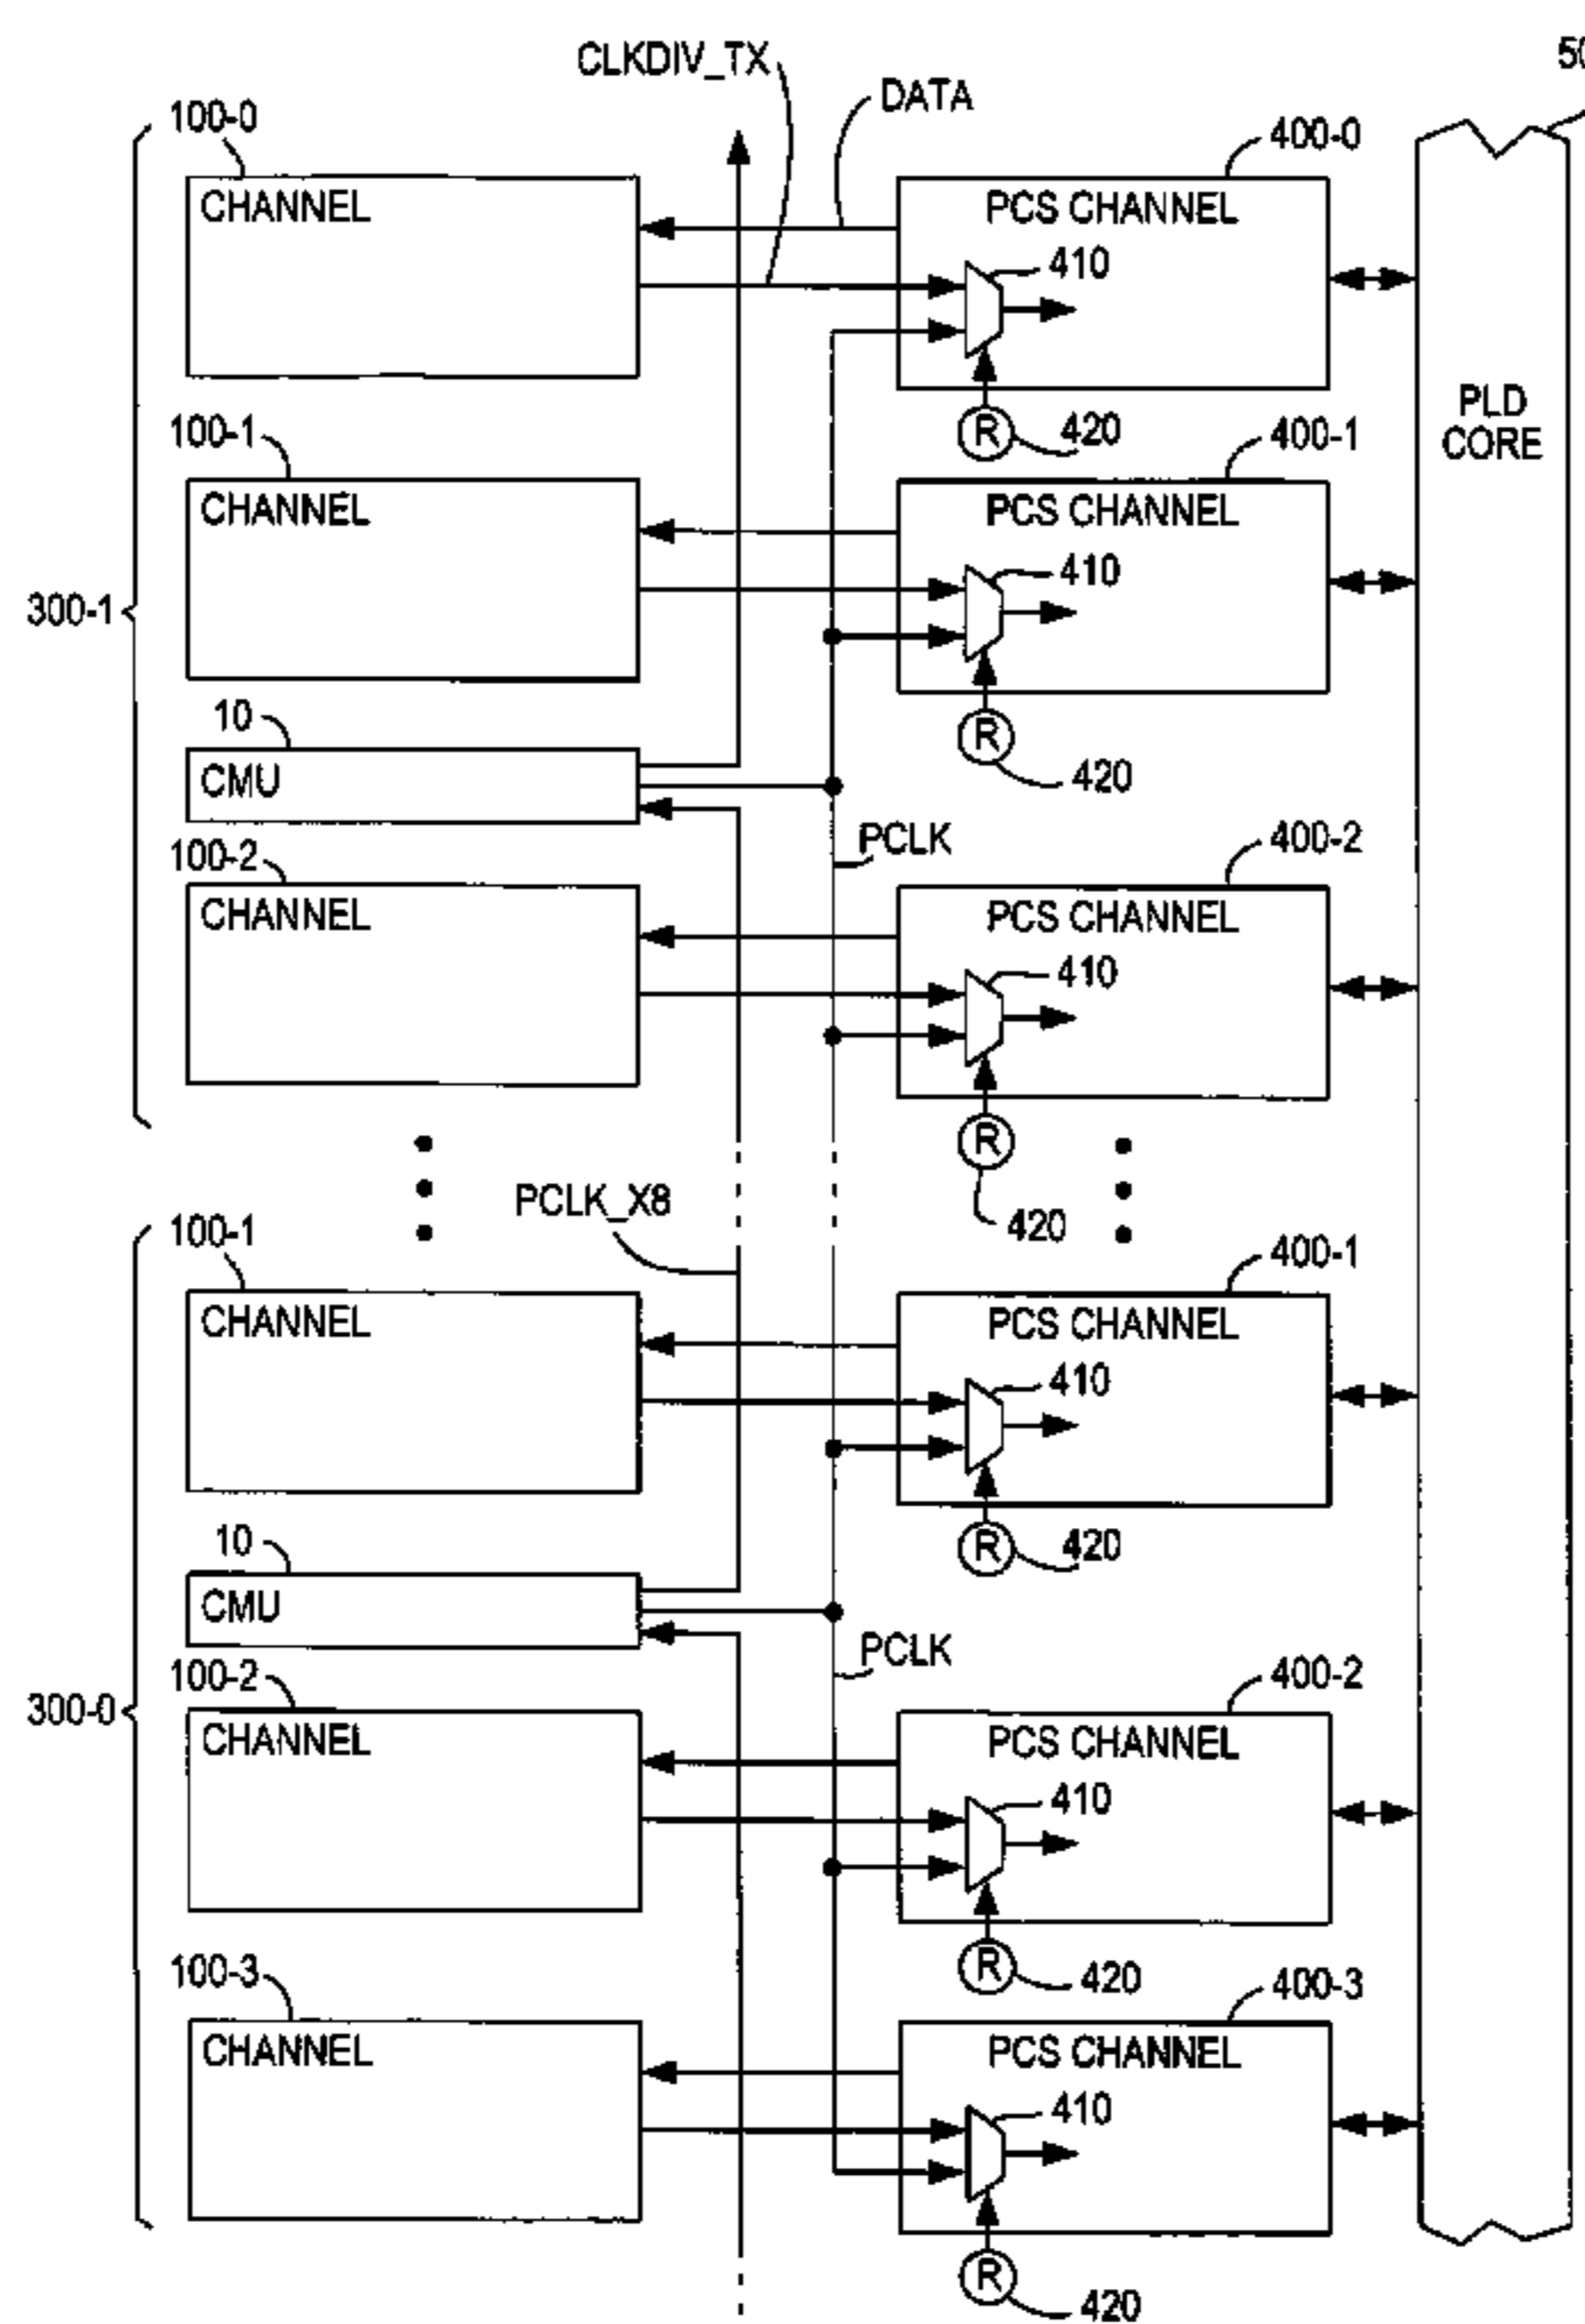 CLKDIV_TX
DATA
100-0
CHANNEL
400-0
PCS CHANNEL
410
R
420
PLD
CORE
100-1
CHANNEL
400-1
PCS CHANNEL
410
R
420
300-1
10
CMU
PCLK
100-2
CHANNEL
400-2
PCS CHANNEL
410
R
420
PCLK_X8
100-1
CHANNEL
400-1
PCS CHANNEL
410
R
420
10
CMU
PCLK
300-0
100-2
CHANNEL
400-2
PCS CHANNEL
410
R
420
100-3
CHANNEL
400-3
PCS CHANNEL
410
R
420